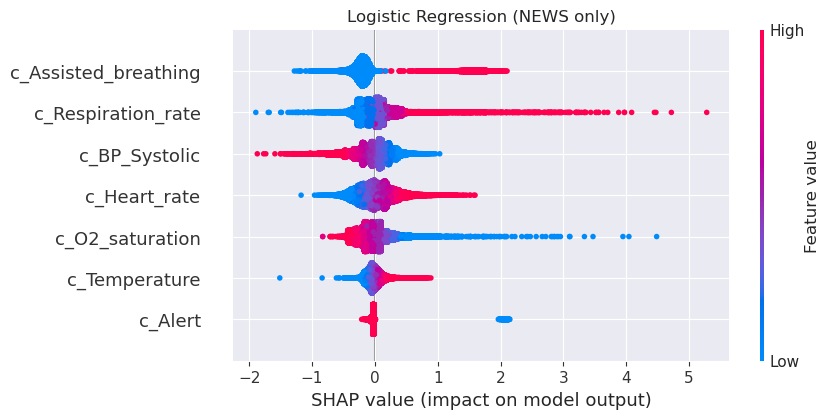 Logistic Regression (NEWS only)
High
c_Assisted_breathing
c_Respiration_rate
c_BP_Systolic
c_Heart_rate
c_O2_saturation
c_Temperature
c_Alert
Feature value
Low
−2 −1 0 1 2 3 4 5
SHAP value (impact on model output)